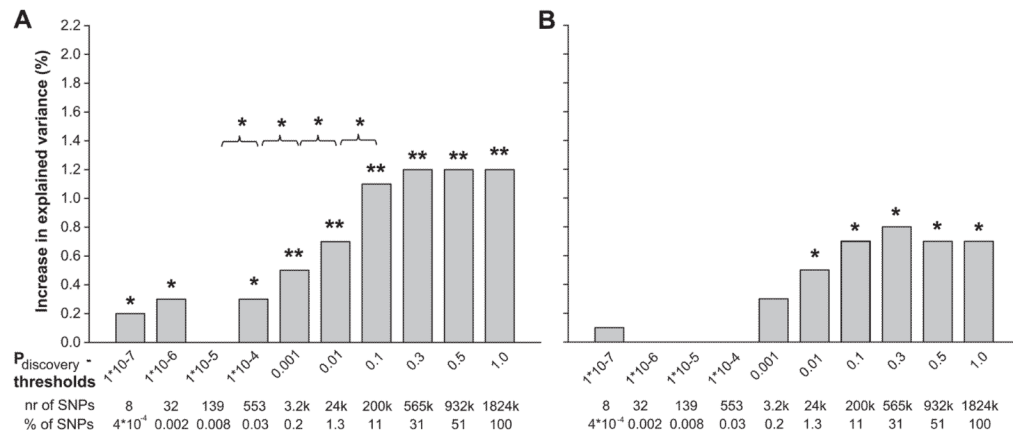 A
B
Increase in explained variance (%)
2.2
2.0
1.8
1.6
1.4
1.2
1.0
0.8
0.6
0.4
0.2
0.0
* * * *
* * * ** ** ** ** ** **
* * * * *
P discovery - thresholds
1*10-7 1*10-6 1*10-5 1*10-4 0.001 0.01 0.1 0.3 0.5 1.0
1*10-7 1*10-6 1*10-5 1*10-4 0.001 0.01 0.1 0.3 0.5 1.0
nr of SNPs 8 32 139 553 3.2k 24k 200k 565k 932k 1824k
8 32 139 553 3.2k 24k 200k 565k 932k 1824k
% of SNPs 4*10⁻⁴ 0.002 0.008 0.03 0.2 1.3 11 31 51 100
4*10⁻⁴ 0.002 0.008 0.03 0.2 1.3 11 31 51 100